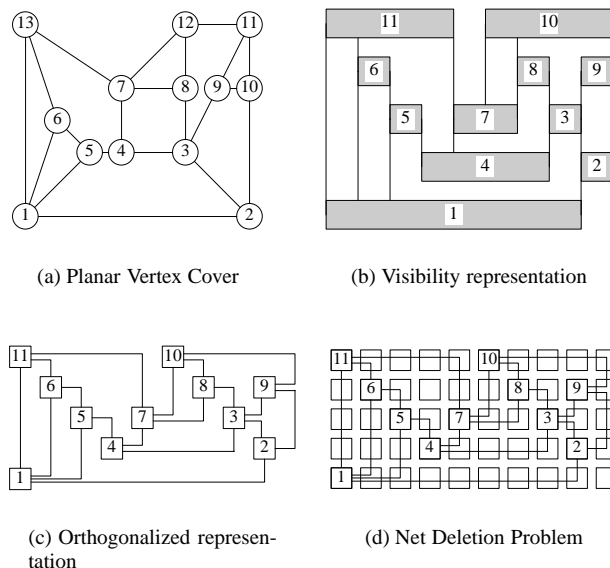 13 12 11
7 8 9 10
6
5 4 3
1 2
(a) Planar Vertex Cover
11 10
6 8 9
5 7 3
4 2
1
(b) Visibility representation
11 10
6 8 9
5 7 3
4 2
1
(c) Orthogonalized represen-
tation
11 10
6 8 9
5 7 3
4 2
1
(d) Net Deletion Problem